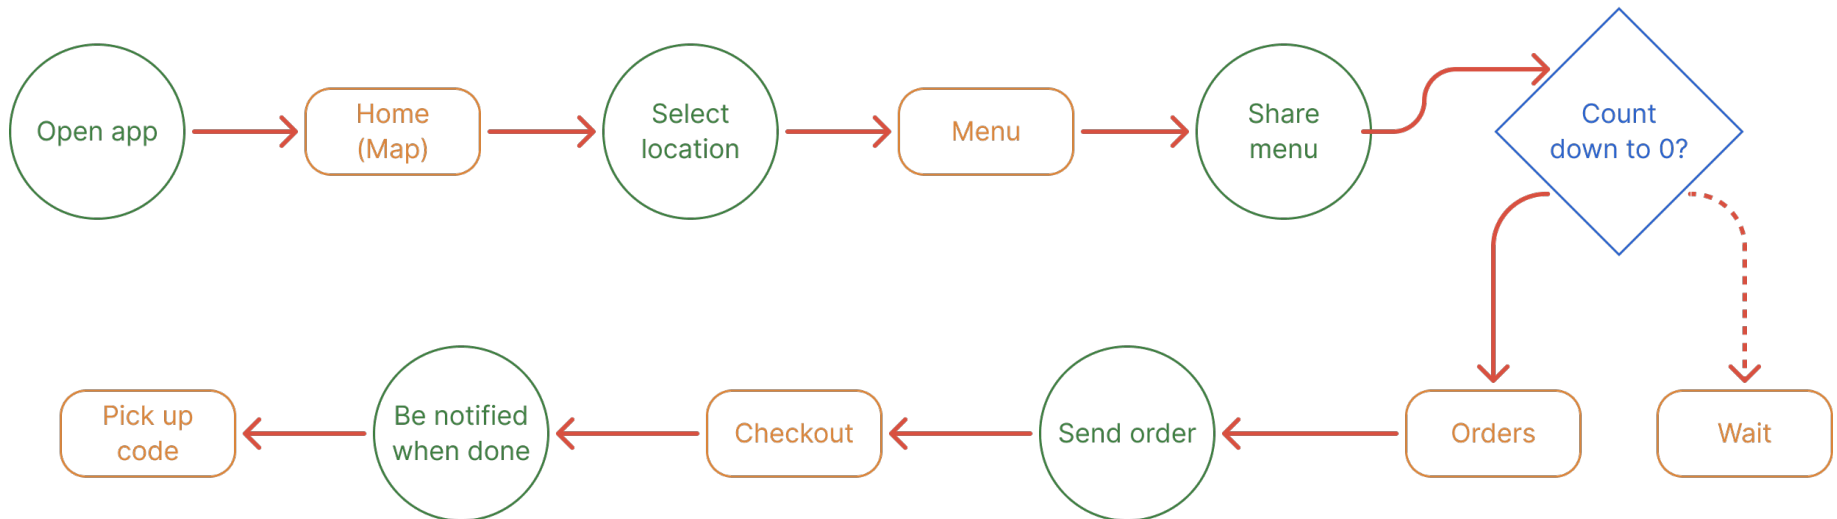 Open app
Home
(Map)
Select
location
Menu
Share
menu
Count
down to 0?
Pick up
code
Be notified
when done
Checkout
Send order
Orders
Wait